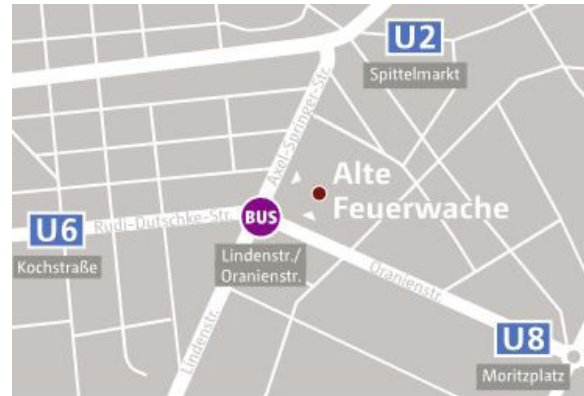 U2
Spittelmarkt
Axel-Springer-Str.
Alte
Feuerwache
U6
Kochstraße
Rudi-Dutschke-Str.
BUS
Lindenstr./
Oranienstr.
Oranienstr.
Lindenstr.
U8
Moritzplatz